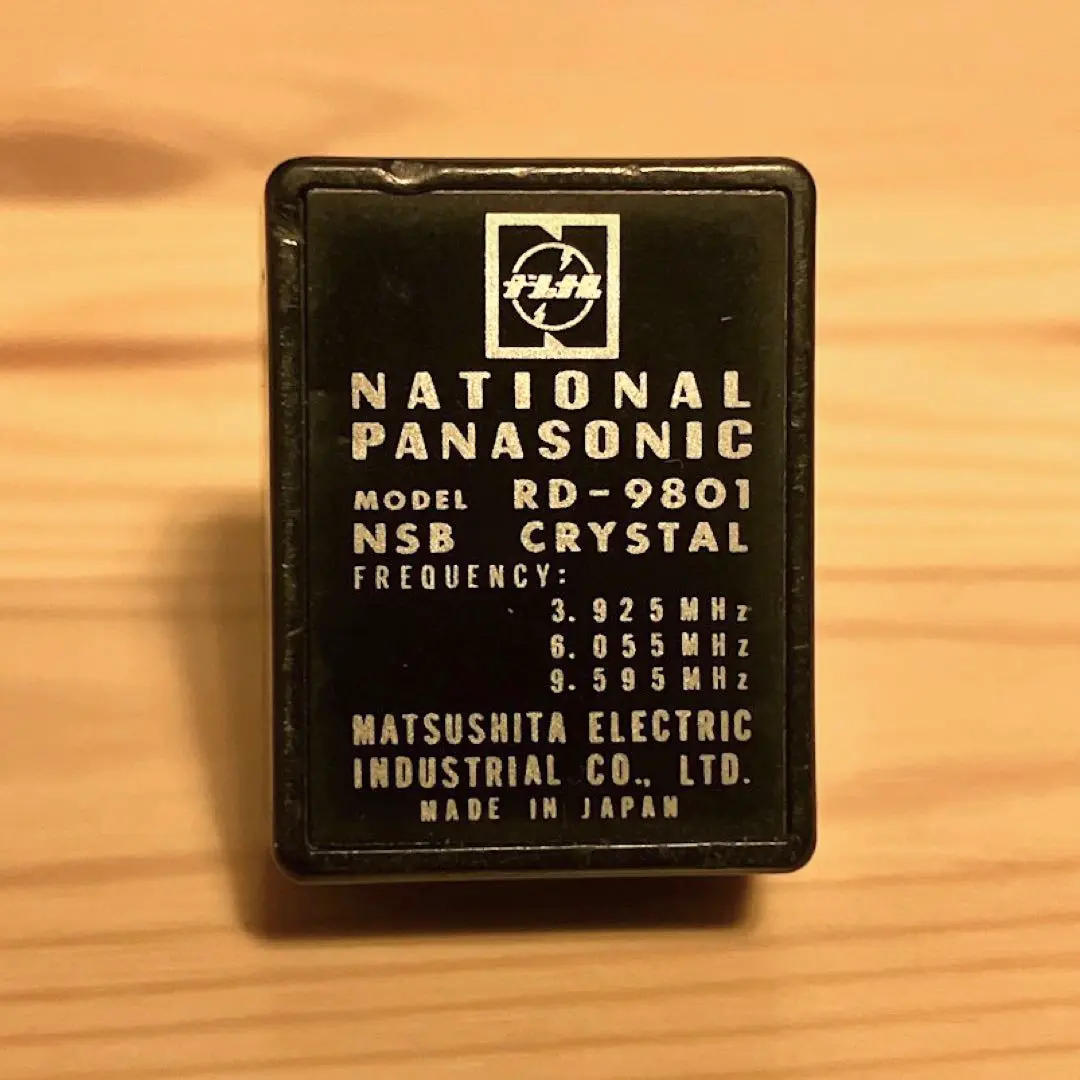 ナショナル
NATIONAL
PANASONIC
MODEL RD-9801
NSB CRYSTAL
FREQUENCY:
3.925MHz
6.055MHz
9.595MHz
MATSUSHITA ELECTRIC
INDUSTRIAL CO., LTD.
MADE IN JAPAN